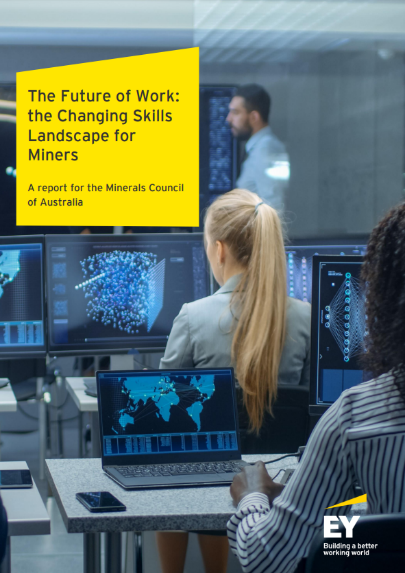 The Future of Work:
the Changing Skills
Landscape for
Miners
A report for the Minerals Council
of Australia
EY
Building a better
working world